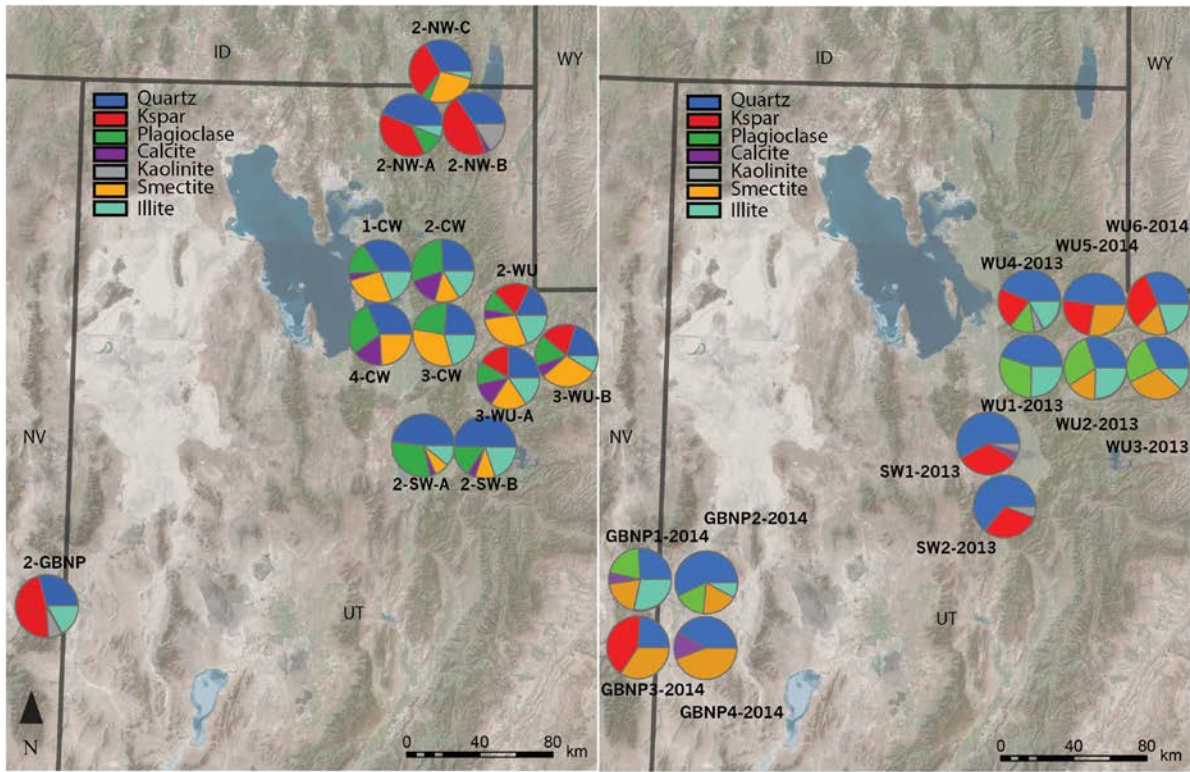 2-NW-C
ID
WY
Quartz
Kspar
Plagioclase
Calcite
Kaolinite
Smectite
Illite
2-NW-A
2-NW-B
1-CW
2-CW
2-WU
4-CW
3-CW
3-WU-B
3-WU-A
NV
2-SW-A
2-SW-B
2-GBNP
UT
N
0
40
80
km
ID
WY
Quartz
Kspar
Plagioclase
Calcite
Kaolinite
Smectite
Illite
WU6-2014
WU5-2014
WU4-2013
WU1-2013
WU2-2013
WU3-2013
NV
SW1-2013
SW2-2013
GBNP2-2014
GBNP1-2014
UT
GBNP3-2014
GBNP4-2014
0
40
80
km